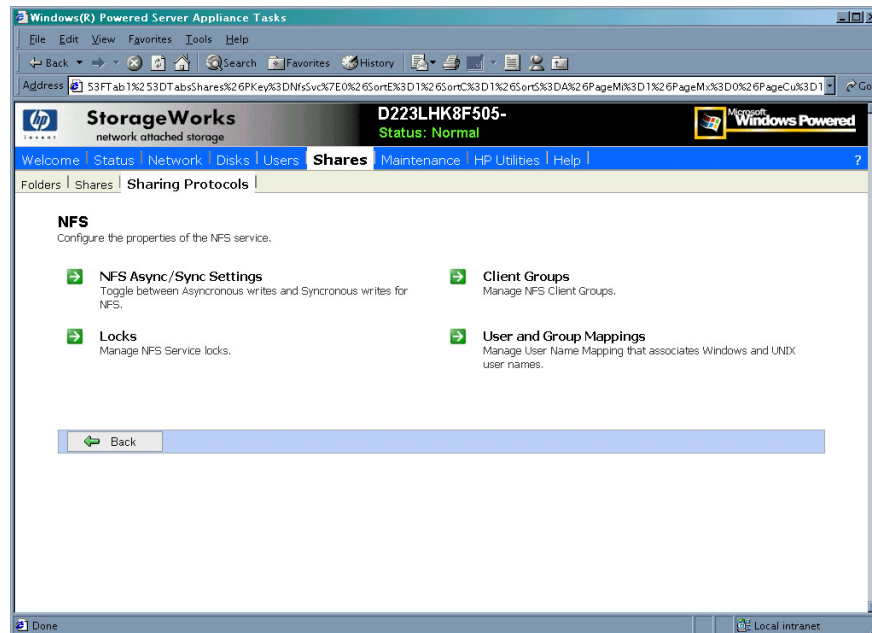 Windows(R) Powered Server Appliance Tasks
File Edit View Favorites Tools Help
Back Search Favorites History
Address 53FTab1%253DTabsShares%26PKey%3DNfsSvc%7E0%26SortE%3D1%26SortC%3D1%26SortS%3DA%26PageMi%3D1%26PageMx%3D0%26PageCu%3D1 Go
hp
invent
StorageWorks
network attached storage
D223LHK8F505-
Status: Normal
Microsoft
Windows Powered
Welcome Status Network Disks Users Shares Maintenance HP Utilities Help ?
Folders Shares Sharing Protocols
NFS
Configure the properties of the NFS service.
NFS Async/Sync Settings
Toggle between Asyncronous writes and Syncronous writes for
NFS.
Client Groups
Manage NFS Client Groups.
Locks
Manage NFS Service locks.
User and Group Mappings
Manage User Name Mapping that associates Windows and UNIX
user names.
Back
Done Local intranet